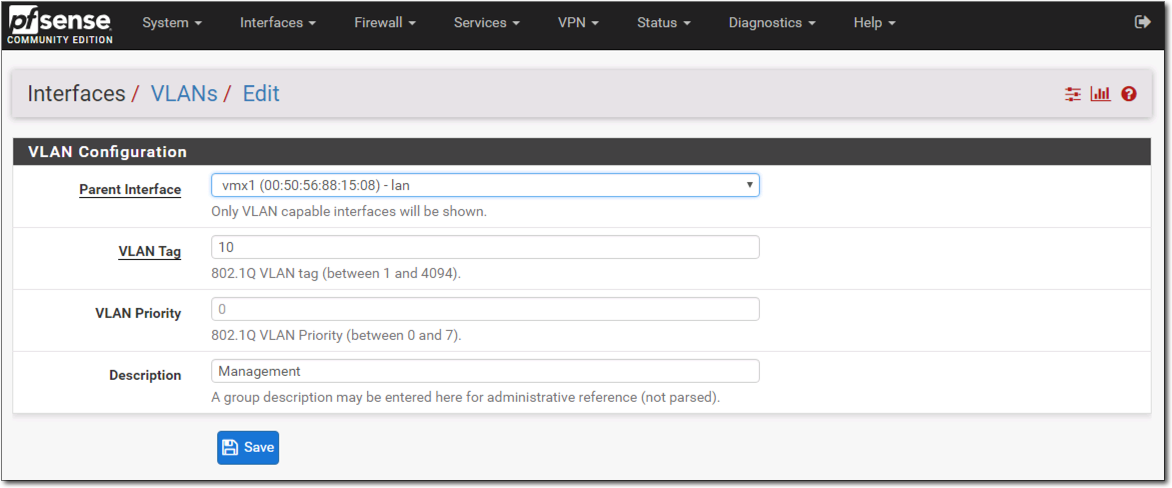 pfsense
COMMUNITY EDITION
System Interfaces Firewall Services VPN Status Diagnostics Help
Interfaces / VLANs / Edit
VLAN Configuration
Parent Interface vmx1 (00:50:56:88:15:08) - lan
Only VLAN capable interfaces will be shown.
VLAN Tag 10
802.1Q VLAN tag (between 1 and 4094).
VLAN Priority 0
802.1Q VLAN Priority (between 0 and 7).
Description Management
A group description may be entered here for administrative reference (not parsed).
Save